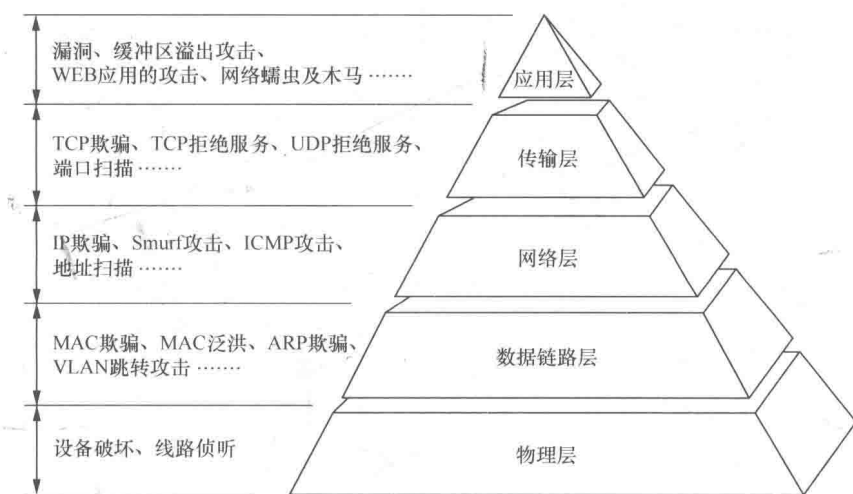 漏洞、缓冲区溢出攻击、
WEB应用的攻击、网络蠕虫及木马……
应用层
TCP欺骗、TCP拒绝服务、UDP拒绝服务、
端口扫描……
传输层
IP欺骗、Smurf攻击、ICMP攻击、
地址扫描……
网络层
MAC欺骗、MAC泛洪、ARP欺骗、
VLAN跳转攻击……
数据链路层
设备破坏、线路侦听
物理层